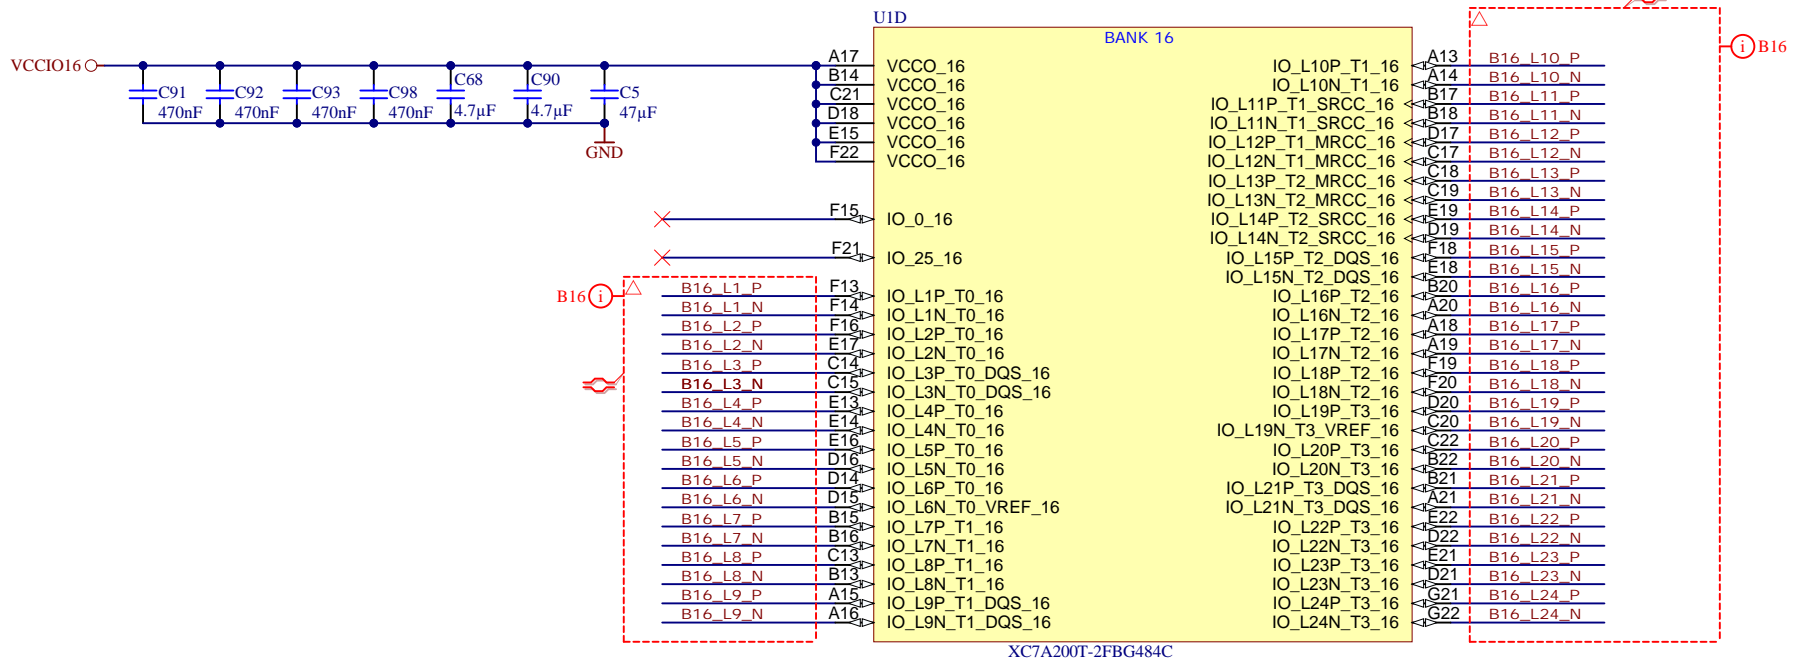 U1D
BANK 16
VCCIO16
C91
470nF
C92
470nF
C93
470nF
C98
470nF
C68
4.7µF
C90
4.7µF
C5
47µF
GND
A17 VCCO_16
B14 VCCO_16
C21 VCCO_16
D18 VCCO_16
E15 VCCO_16
F22 VCCO_16
F15 IO_0_16
F21 IO_25_16
B16 i
B16_L1_P F13 IO_L1P_T0_16
B16_L1_N F14 IO_L1N_T0_16
B16_L2_P F16 IO_L2P_T0_16
B16_L2_N E17 IO_L2N_T0_16
B16_L3_P C14 IO_L3P_T0_DQS_16
B16_L3_N C15 IO_L3N_T0_DQS_16
B16_L4_P E13 IO_L4P_T0_16
B16_L4_N E14 IO_L4N_T0_16
B16_L5_P E16 IO_L5P_T0_16
B16_L5_N D16 IO_L5N_T0_16
B16_L6_P D14 IO_L6P_T0_16
B16_L6_N D15 IO_L6N_T0_VREF_16
B16_L7_P B15 IO_L7P_T1_16
B16_L7_N B16 IO_L7N_T1_16
B16_L8_P C13 IO_L8P_T1_16
B16_L8_N B13 IO_L8N_T1_16
B16_L9_P A15 IO_L9P_T1_DQS_16
B16_L9_N A16 IO_L9N_T1_DQS_16
IO_L10P_T1_16 A13 B16_L10_P
IO_L10N_T1_16 A14 B16_L10_N
IO_L11P_T1_SRCC_16 B17 B16_L11_P
IO_L11N_T1_SRCC_16 B18 B16_L11_N
IO_L12P_T1_MRCC_16 D17 B16_L12_P
IO_L12N_T1_MRCC_16 C17 B16_L12_N
IO_L13P_T2_MRCC_16 C18 B16_L13_P
IO_L13N_T2_MRCC_16 C19 B16_L13_N
IO_L14P_T2_SRCC_16 E19 B16_L14_P
IO_L14N_T2_SRCC_16 D19 B16_L14_N
IO_L15P_T2_DQS_16 F18 B16_L15_P
IO_L15N_T2_DQS_16 E18 B16_L15_N
IO_L16P_T2_16 B20 B16_L16_P
IO_L16N_T2_16 A20 B16_L16_N
IO_L17P_T2_16 A18 B16_L17_P
IO_L17N_T2_16 A19 B16_L17_N
IO_L18P_T2_16 F19 B16_L18_P
IO_L18N_T2_16 F20 B16_L18_N
IO_L19P_T3_16 D20 B16_L19_P
IO_L19N_T3_VREF_16 C20 B16_L19_N
IO_L20P_T3_16 C22 B16_L20_P
IO_L20N_T3_16 B22 B16_L20_N
IO_L21P_T3_DQS_16 B21 B16_L21_P
IO_L21N_T3_DQS_16 A21 B16_L21_N
IO_L22P_T3_16 E22 B16_L22_P
IO_L22N_T3_16 D22 B16_L22_N
IO_L23P_T3_16 E21 B16_L23_P
IO_L23N_T3_16 D21 B16_L23_N
IO_L24P_T3_16 G21 B16_L24_P
IO_L24N_T3_16 G22 B16_L24_N
i B16
XC7A200T-2FBG484C